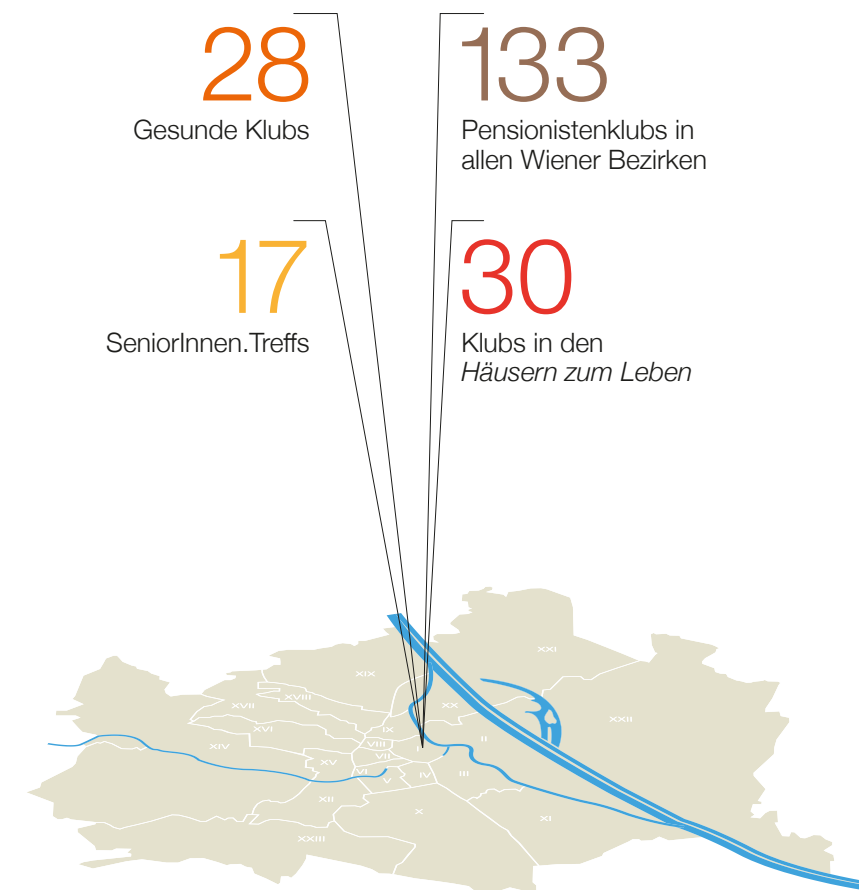 28
Gesunde Klubs
133
Pensionistenklubs in
allen Wiener Bezirken
17
SeniorInnen.Treffs
30
Klubs in den
Häusern zum Leben
XXI
XIX
XVIII
XVII
XX
XXII
IX
XVI
II
XIV
VIII
I
VII
XV
VI
V
IV
III
XII
X
XI
XXIII